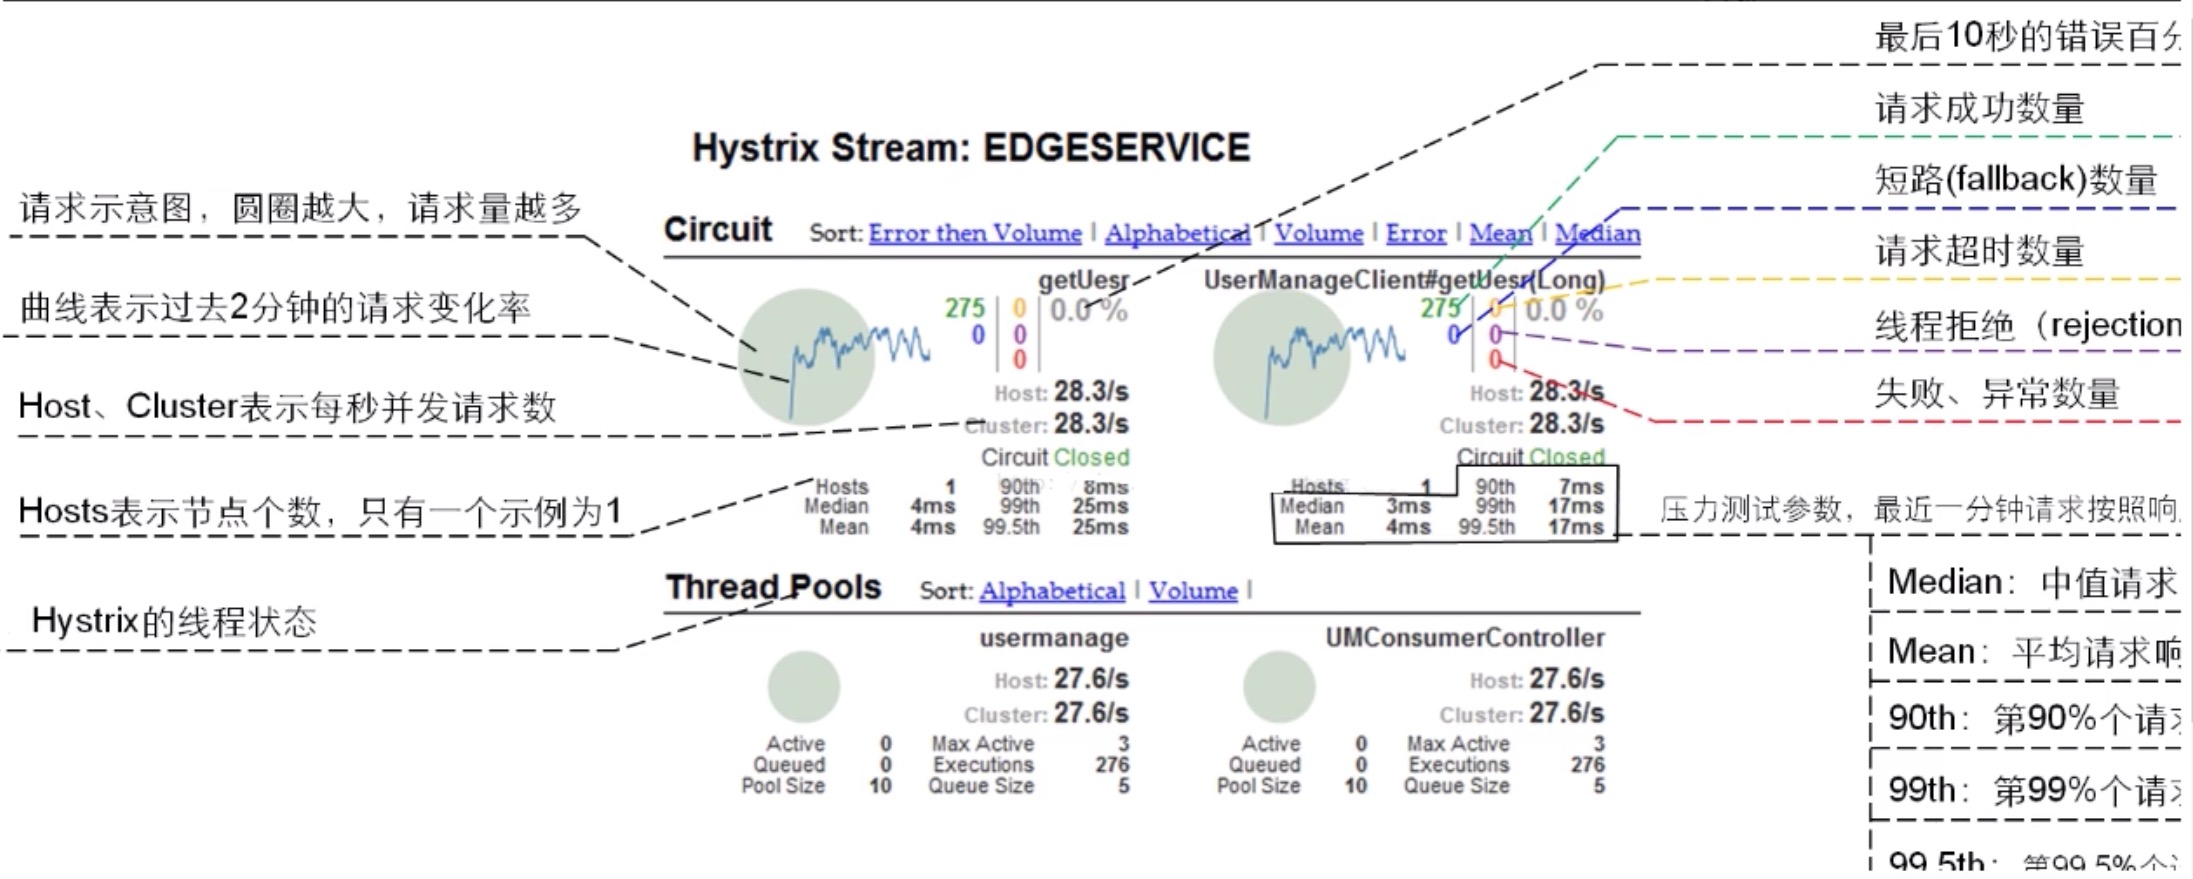 最后10秒的错误百分
请求成功数量
短路(fallback)数量
请求超时数量
线程拒绝（rejection
失败、异常数量
请求示意图，圆圈越大，请求量越多
曲线表示过去2分钟的请求变化率
Host、Cluster表示每秒并发请求数
Hosts表示节点个数，只有一个示例为1
Hystrix的线程状态
Hystrix Stream: EDGESERVICE
Circuit Sort: Error then Volume | Alphabetical | Volume | Error | Mean | Median
getUesr
275 0 0.0 %
0 0
0
Host: 28.3/s
Cluster: 28.3/s
Circuit Closed
Hosts 1 90th 8ms
Median 4ms 99th 25ms
Mean 4ms 99.5th 25ms
UserManageClient#getUesr(Long)
275 0 0.0 %
0 0
0
Host: 28.3/s
Cluster: 28.3/s
Circuit Closed
Hosts 1 90th 7ms
Median 3ms 99th 17ms
Mean 4ms 99.5th 17ms
Thread Pools Sort: Alphabetical | Volume |
usermanage
Host: 27.6/s
Cluster: 27.6/s
Active 0 Max Active 3
Queued 0 Executions 276
Pool Size 10 Queue Size 5
UMConsumerController
Host: 27.6/s
Cluster: 27.6/s
Active 0 Max Active 3
Queued 0 Executions 276
Pool Size 10 Queue Size 5
压力测试参数，最近一分钟请求按照响
Median：中值请求
Mean：平均请求响
90th：第90%个请求
99th：第99%个请求
99.5th：第99.5%个